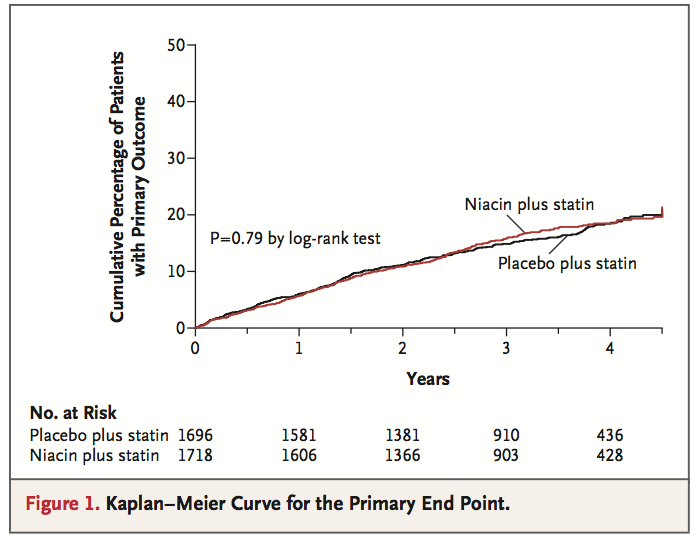 Cumulative Percentage of Patients
with Primary Outcome
50
40
30
20
10
0
Niacin plus statin
P=0.79 by log-rank test
Placebo plus statin
0 1 2 3 4
Years
No. at Risk
Placebo plus statin 1696 1581 1381 910 436
Niacin plus statin 1718 1606 1366 903 428
Figure 1. Kaplan–Meier Curve for the Primary End Point.